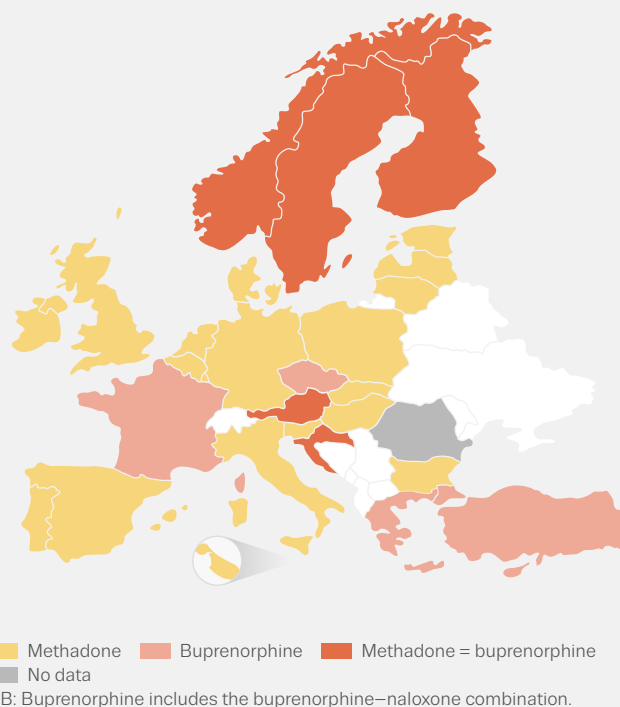 Methadone Buprenorphine Methadone = buprenorphine
No data
B: Buprenorphine includes the buprenorphine–naloxone combination.